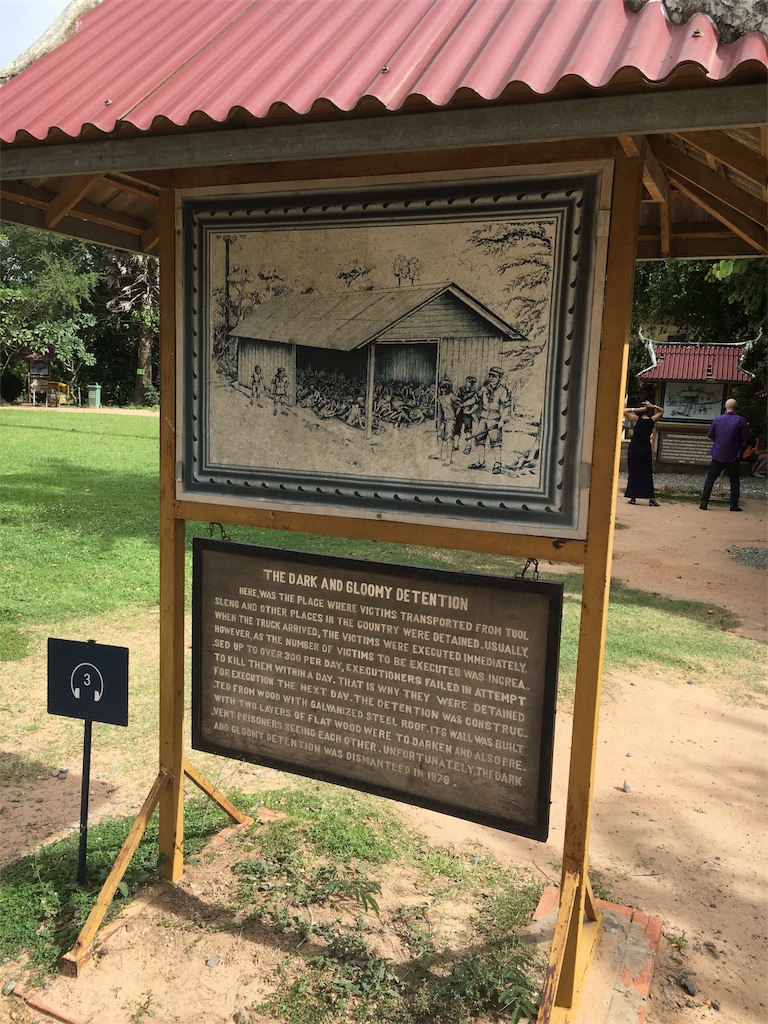 THE DARK AND GLOOMY DETENTION
HERE, WAS THE PLACE WHERE VICTIMS TRANSPORTED FROM TUOL
SLENG AND OTHER PLACES IN THE COUNTRY WERE DETAINED. USUALLY,
WHEN THE TRUCK ARRIVED, THE VICTIMS WERE EXECUTED IMMEDIATELY.
HOWEVER, AS THE NUMBER OF VICTIMS TO BE EXECUTED WAS INCREA_
SED UP TO OVER 300 PER DAY, EXECUTIONERS FAILED IN ATTEMPT
TO KILL THEM WITHIN A DAY. THAT IS WHY THEY WERE DETAINED
FOR EXECUTION THE NEXT DAY. THE DETENTION WAS CONSTRUC_
TED FROM WOOD WITH GALVANIZED STEEL ROOF. ITS WALL WAS BUILT
WITH TWO LAYERS OF FLAT WOOD WERE TO DARKEN AND ALSO PRE_
VENT PRISONERS SEEING EACH OTHER. UNFORTUNATELY, THE DARK
AND GLOOMY DETENTION WAS DISMANTLED IN 1979
3